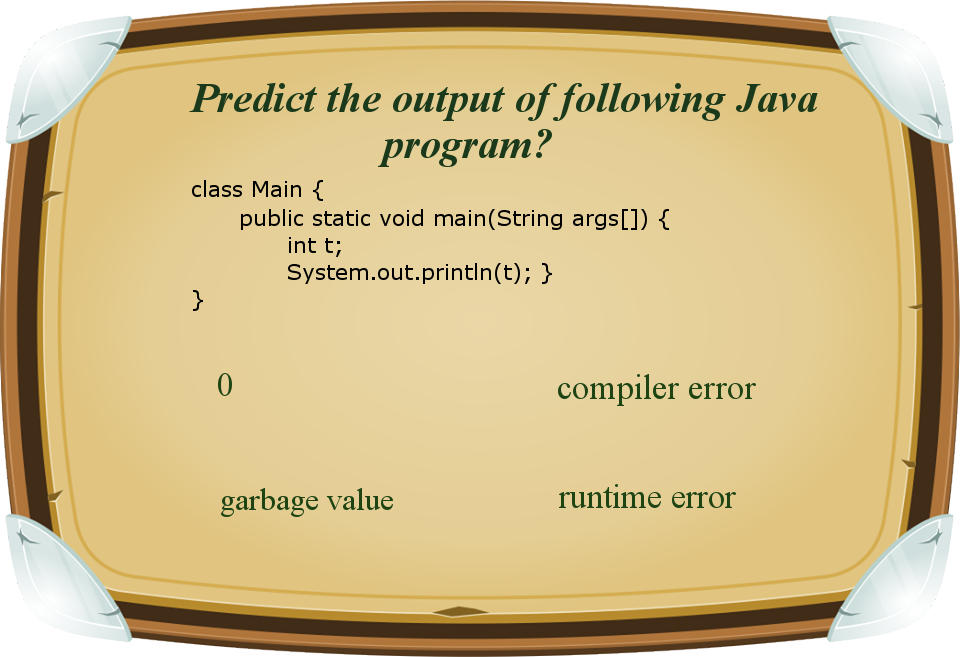 Predict the output of following Java
program?
class Main {
public static void main(String args[]) {
int t;
System.out.println(t); }
}
0
compiler error
garbage value
runtime error